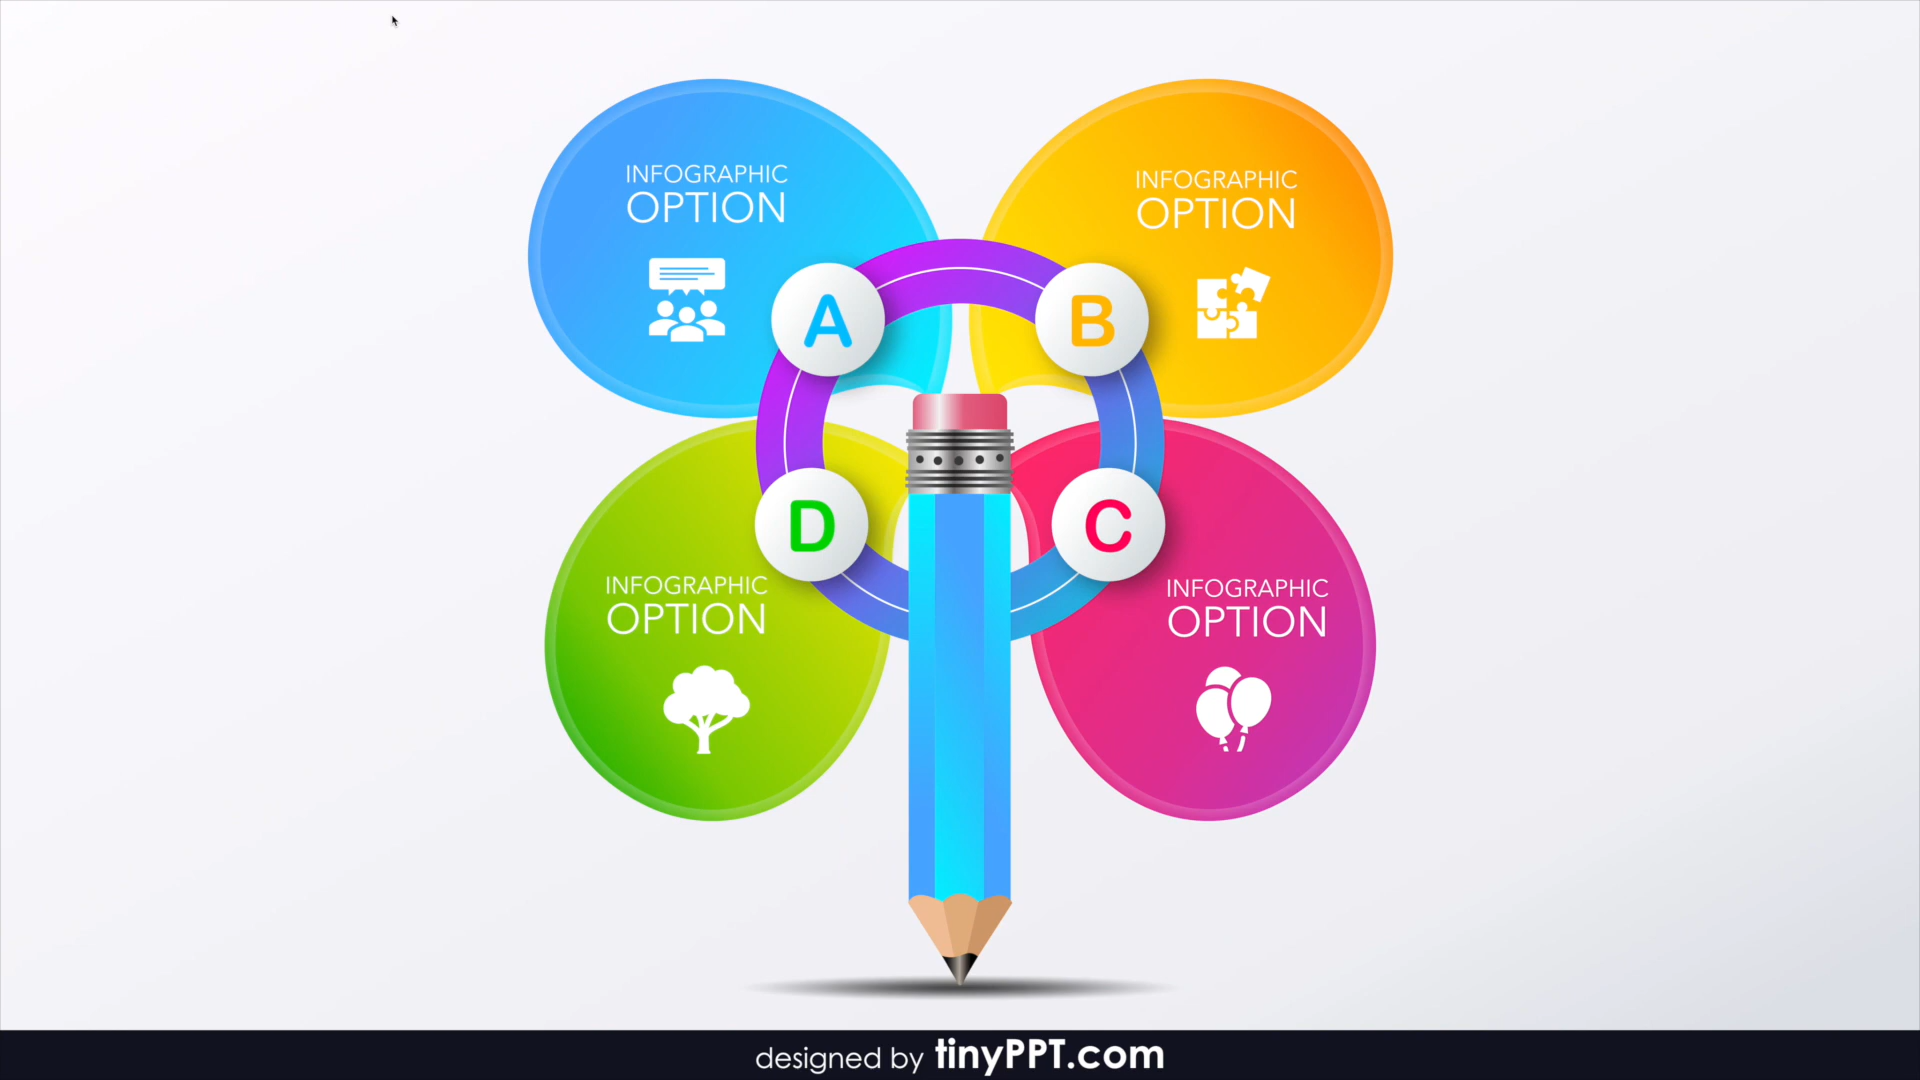 INFOGRAPHIC
OPTION
A
INFOGRAPHIC
OPTION
B
D
INFOGRAPHIC
OPTION
C
INFOGRAPHIC
OPTION
designed by tinyPPT.com